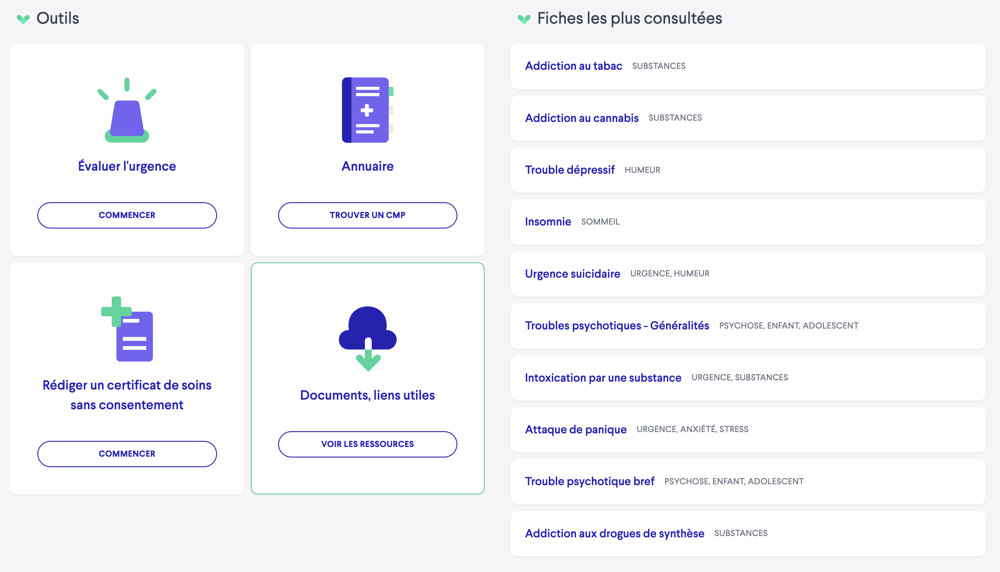 Outils
Évaluer l'urgence
COMMENCER
Annuaire
TROUVER UN CMP
Rédiger un certificat de soins
sans consentement
COMMENCER
Documents, liens utiles
VOIR LES RESSOURCES
Fiches les plus consultées
Addiction au tabac SUBSTANCES
Addiction au cannabis SUBSTANCES
Trouble dépressif HUMEUR
Insomnie SOMMEIL
Urgence suicidaire URGENCE, HUMEUR
Troubles psychotiques - Généralités PSYCHOSE, ENFANT, ADOLESCENT
Intoxication par une substance URGENCE, SUBSTANCES
Attaque de panique URGENCE, ANXIÉTÉ, STRESS
Trouble psychotique bref PSYCHOSE, ENFANT, ADOLESCENT
Addiction aux drogues de synthèse SUBSTANCES